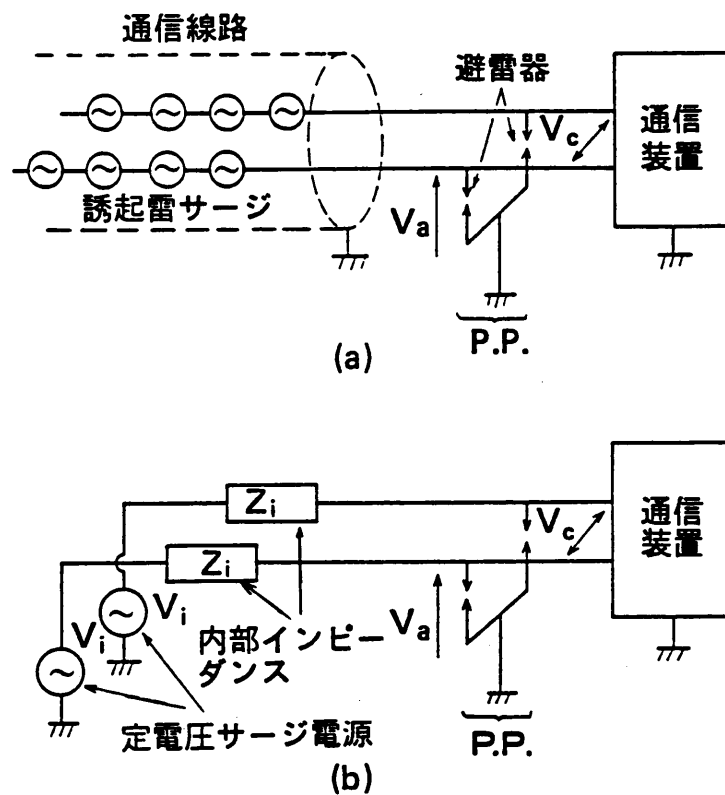 通信線路
避雷器
Vc
通信
装置
誘起雷サージ
Va
P.P.
(a)
Zi
Vc
通信
装置
Zi
Vi
Va
Vi
内部インピー
ダンス
定電圧サージ電源
P.P.
(b)